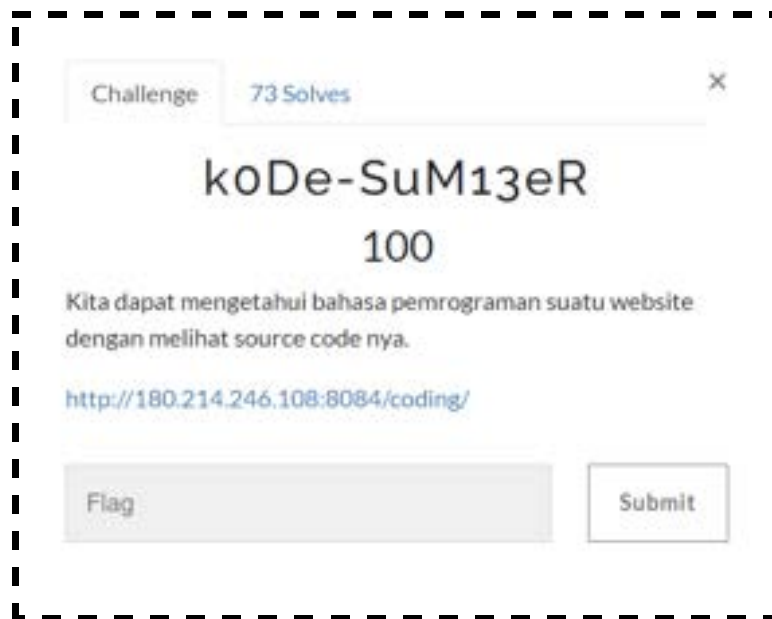 Challenge
73 Solves
×
k0De-SuM13eR
100
Kita dapat mengetahui bahasa pemrograman suatu website
dengan melihat source code nya.
http://180.214.246.108:8084/coding/
Flag
Submit